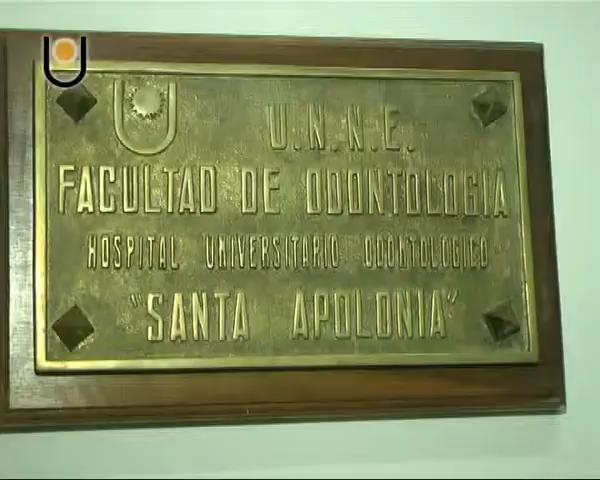 U.N.N.E.
FACULTAD DE ODONTOLOGIA
HOSPITAL UNIVERSITARIO ODONTOLOGICO
"SANTA APOLONIA"